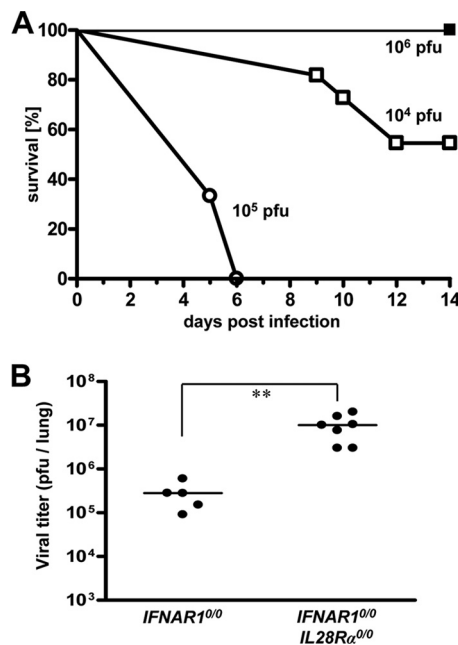 A
100
80
60
40
20
0
survival [%]
10⁶ pfu
10⁴ pfu
10⁵ pfu
0 2 4 6 8 10 12 14
days post infection
B
**
10⁸
10⁷
10⁶
10⁵
10⁴
10³
Viral titer (pfu / lung)
IFNAR1⁰/⁰
IFNAR1⁰/⁰
IL28Rα⁰/⁰